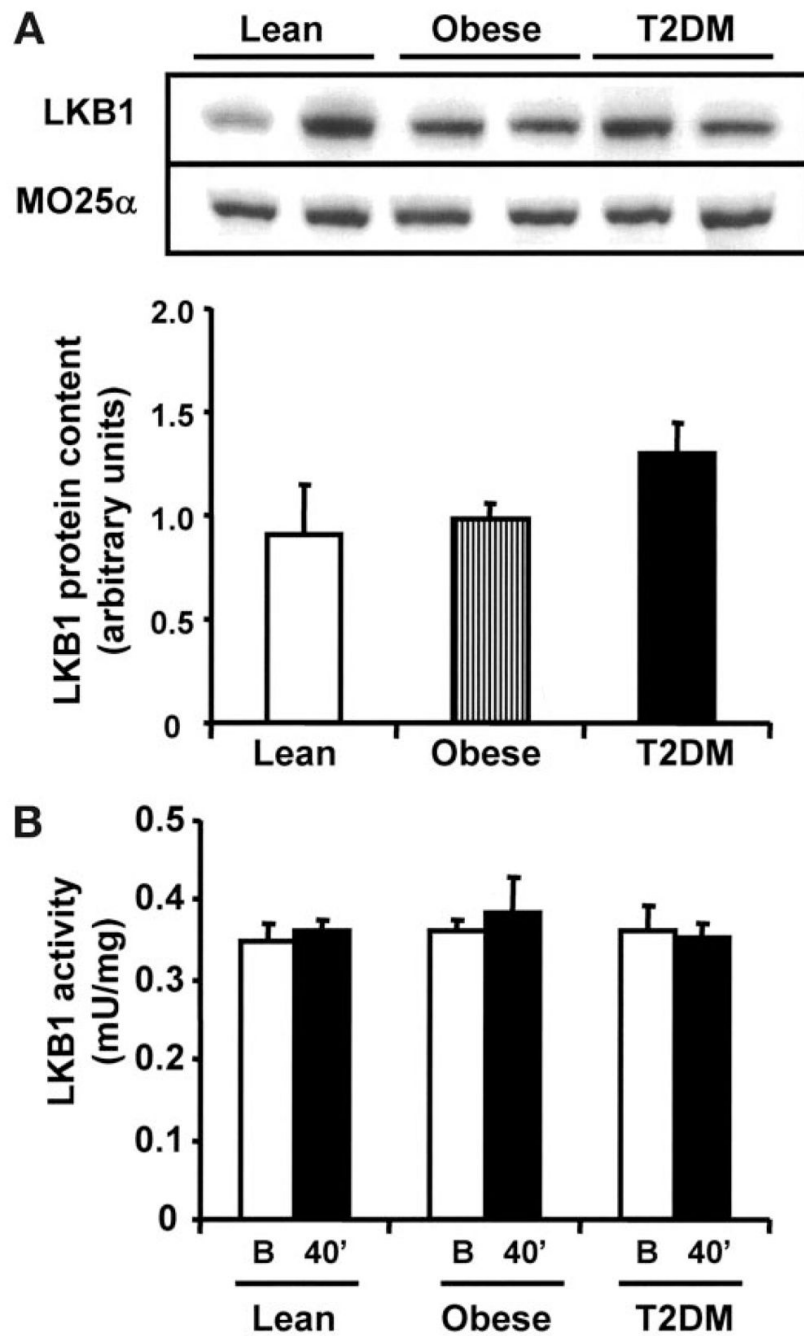 A
Lean Obese T2DM
LKB1
MO25α
LKB1 protein content
(arbitrary units)
2.0
1.5
1.0
0.5
0
Lean Obese T2DM
B
LKB1 activity
(mU/mg)
0.5
0.4
0.3
0.2
0.1
0
B 40’ B 40’ B 40’
Lean Obese T2DM